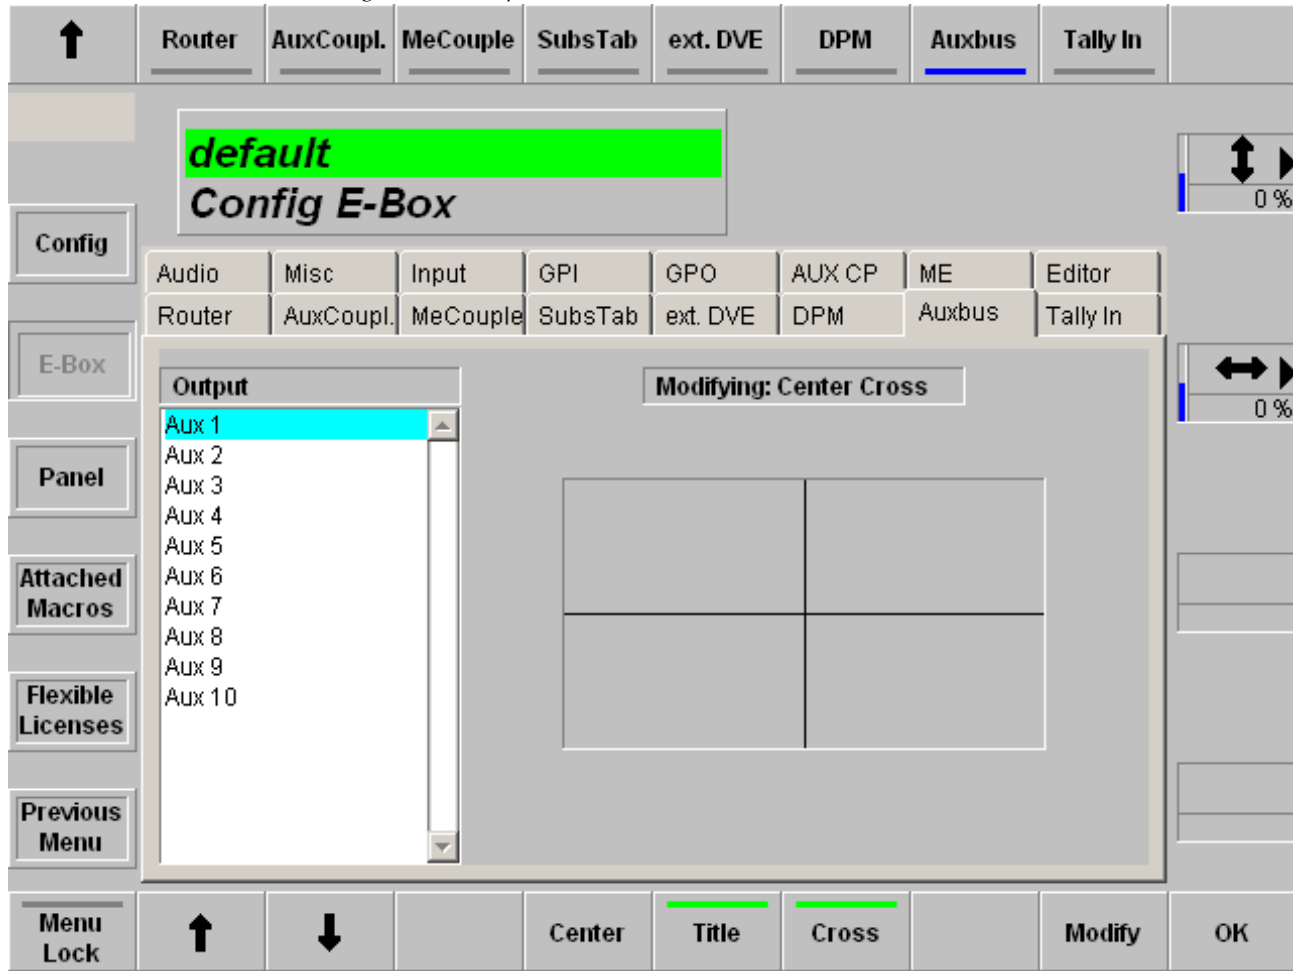 Router AuxCoupl. MeCouple SubsTab ext. DVE DPM Auxbus Tally In
default
Config E-Box
0 %
Config
Audio Misc Input GPI GPO AUX CP ME Editor
Router AuxCoupl. MeCouple SubsTab ext. DVE DPM Auxbus Tally In
E-Box
Output
Modifying: Center Cross
0 %
Aux 1
Aux 2
Panel
Aux 3
Aux 4
Aux 5
Attached
Macros
Aux 6
Aux 7
Aux 8
Aux 9
Flexible
Licenses
Aux 10
Previous
Menu
Menu
Lock
Center Title Cross Modify OK